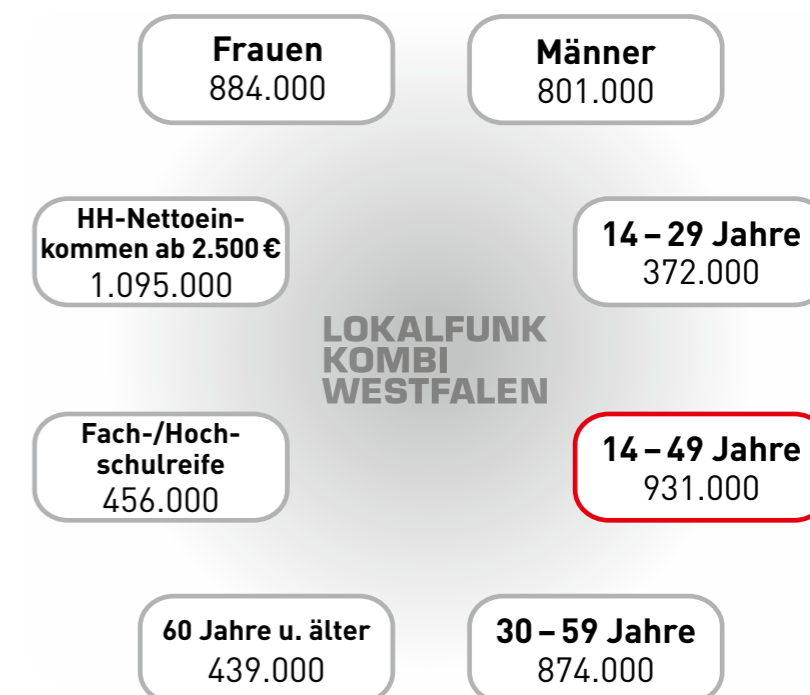 Frauen
884.000
Männer
801.000
HH-Nettoein-
kommen ab 2.500 €
1.095.000
14 – 29 Jahre
372.000
LOKALFUNK
KOMBI
WESTFALEN
Fach-/Hoch-
schulreife
456.000
14 – 49 Jahre
931.000
60 Jahre u. älter
439.000
30 – 59 Jahre
874.000